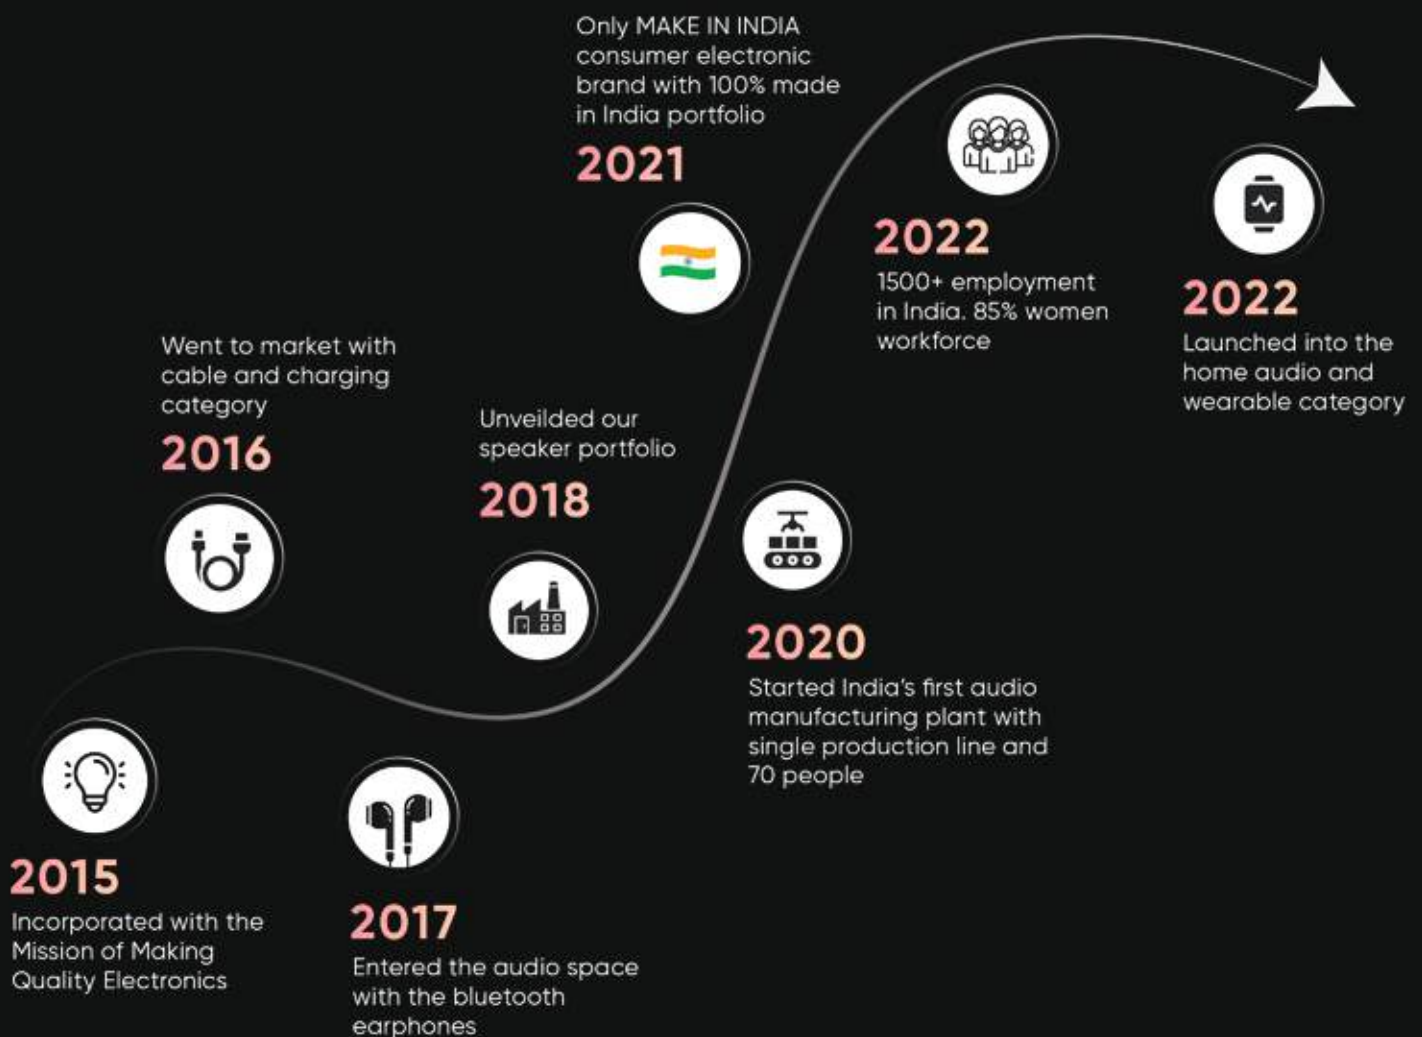 Only MAKE IN INDIA
consumer electronic
brand with 100% made
in India portfolio
2021
2022
1500+ employment
in India. 85% women
workforce
2022
Launched into the
home audio and
wearable category
Went to market with
cable and charging
category
2016
Unveilded our
speaker portfolio
2018
2020
Started India's first audio
manufacturing plant with
single production line and
70 people
2015
Incorporated with the
Mission of Making
Quality Electronics
2017
Entered the audio space
with the bluetooth
earphones